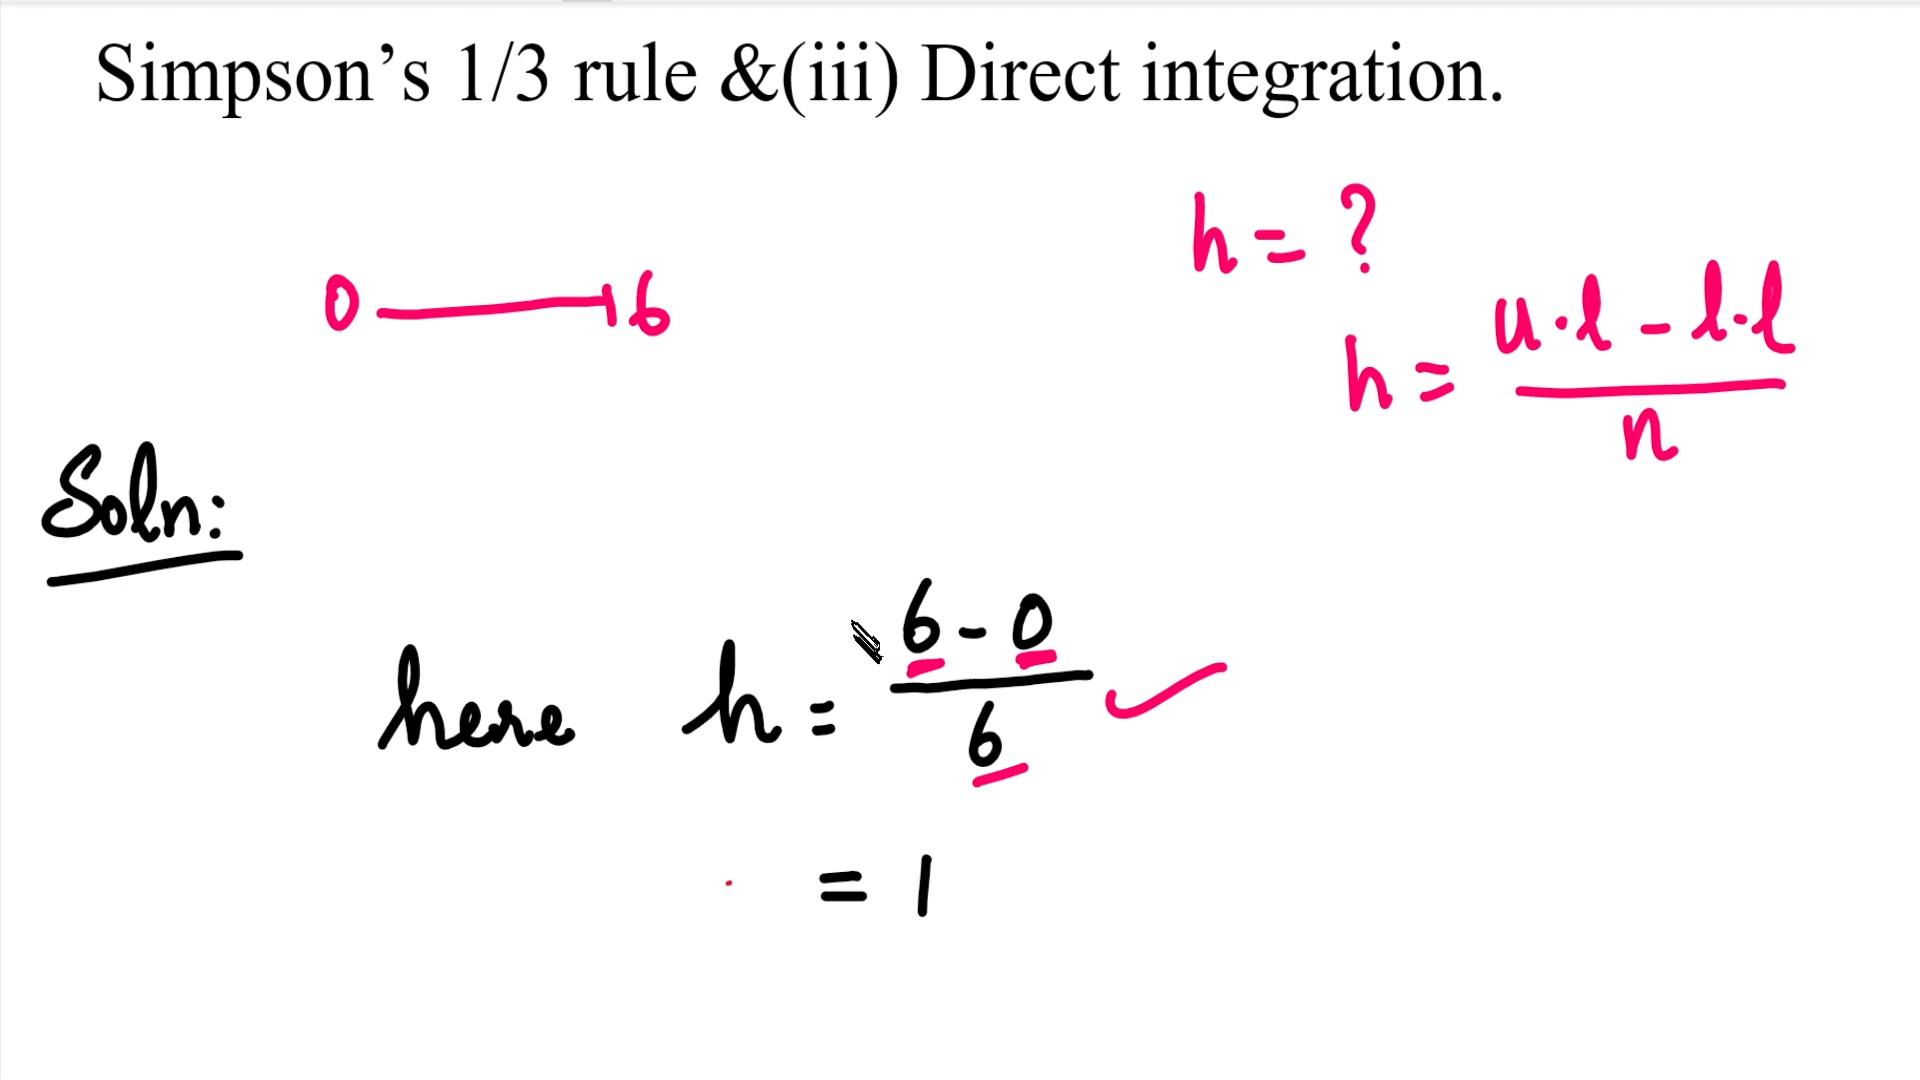 Simpson’s 1/3 rule &(iii) Direct integration.
h = ?
0 6
h = u.l - l.l / n
Soln:
here h = 6 - 0 / 6
= 1